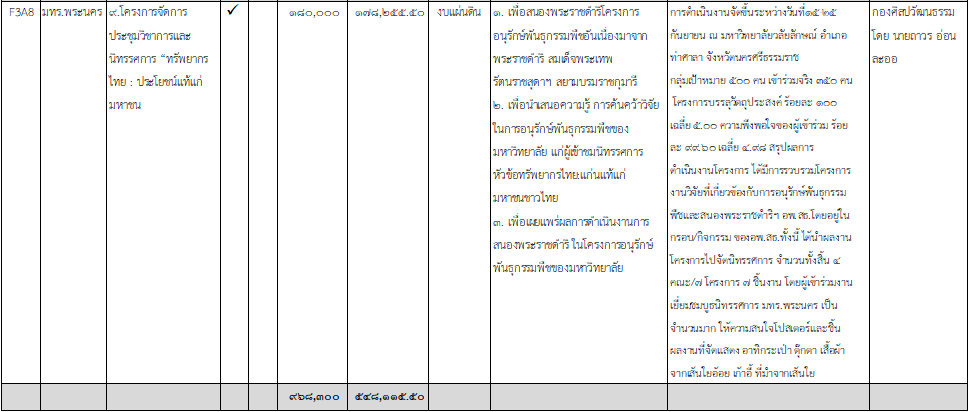 F3A8
มทร.พระนคร
๙.โครงการจัดการ
ประชุมวิชาการและ
นิทรรศการ “ทรัพยากร
ไทย : ประโยชน์แท้แก่
มหาชน
✓
๑๘๐,๐๐๐
๑๗๘,๒๕๕.๕๐
งบแผ่นดิน
๑. เพื่อสนองพระราชดำริโครงการ
อนุรักษ์พันธุกรรมพืชอันเนื่องมาจาก
พระราชดำริ สมเด็จพระเทพ
รัตนราชสุดาฯ สยามบรมราชกุมารี
๒. เพื่อนำเสนอความรู้ การค้นคว้าวิจัย
ในการอนุรักษ์พันธุกรรมพืชของ
มหาวิทยาลัย แก่ผู้เข้าชมนิทรรศการ
หัวข้อทรัพยากรไทย:แก่นแท้แก่
มหาชนชาวไทย
๓. เพื่อเผยแพร่ผลการดำเนินงานการ
สนองพระราชดำริ ในโครงการอนุรักษ์
พันธุกรรมพืชของมหาวิทยาลัย
การดำเนินงานจัดขึ้นระหว่างวันที่๑๕ ๒๕
กันยายน ณ มหาวิทยาลัยวลัยลักษณ์ อำเภอ
ท่าศาลา จังหวัดนครศรีธรรมราช
กลุ่มเป้าหมาย ๕๐๐ คน เข้าร่วมจริง ๓๕๐ คน
โครงการบรรลุวัตถุประสงค์ ร้อยละ ๑๐๐
เฉลี่ย ๕.๐๐ ความพึงพอใจของผู้เข้าร่วม ร้อย
ละ ๙๙.๖๐ เฉลี่ย ๔.๙๘ สรุปผลการ
ดำเนินงานโครงการ ได้มีการรวบรวมโครงการ
งานวิจัยที่เกี่ยวข้องกับการอนุรักษ์พันธุกรรม
พืชและสนองพระราชดำริฯ อพ.สธ.โดยอยู่ใน
กรอบ/กิจกรรม ของอพ.สธ.ทั้งนี้ ได้นำผลงาน
โครงการไปจัดนิทรรศการ จำนวนทั้งสิ้น ๔
คณะ/๗ โครงการ ๗ ชิ้นงาน โดยผู้เข้าร่วมงาน
เยี่ยมชมบูธนิทรรศการ มทร.พระนคร เป็น
จำนวนมาก ให้ความสนใจโปสเตอร์และชิ้น
ผลงานที่จัดแสดง อาทิกระเป๋า ตุ๊กตา เสื้อผ้า
จากเส้นใยอ้อย เก้าอี้ ที่มำจากเส้นใย
กองศิลปวัฒนธรรม
โดย นายถาวร อ่อน
ละออ
๙๖๘,๓๐๐
๕๔๘,๑๑๕.๕๐